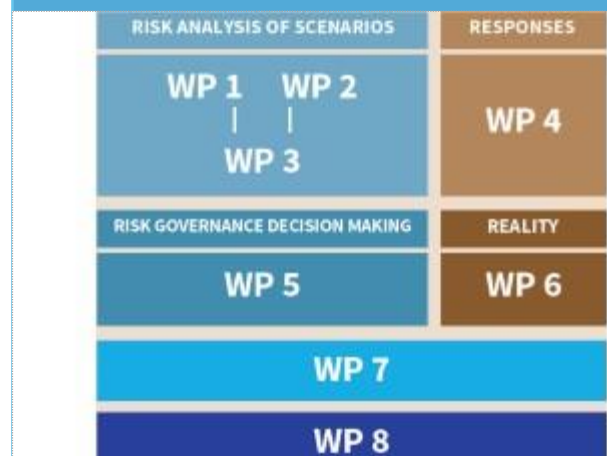 RISK ANALYSIS OF SCENARIOS
RESPONSES
WP 1 WP 2
WP 3
WP 4
RISK GOVERNANCE DECISION MAKING
REALITY
WP 5
WP 6
WP 7
WP 8